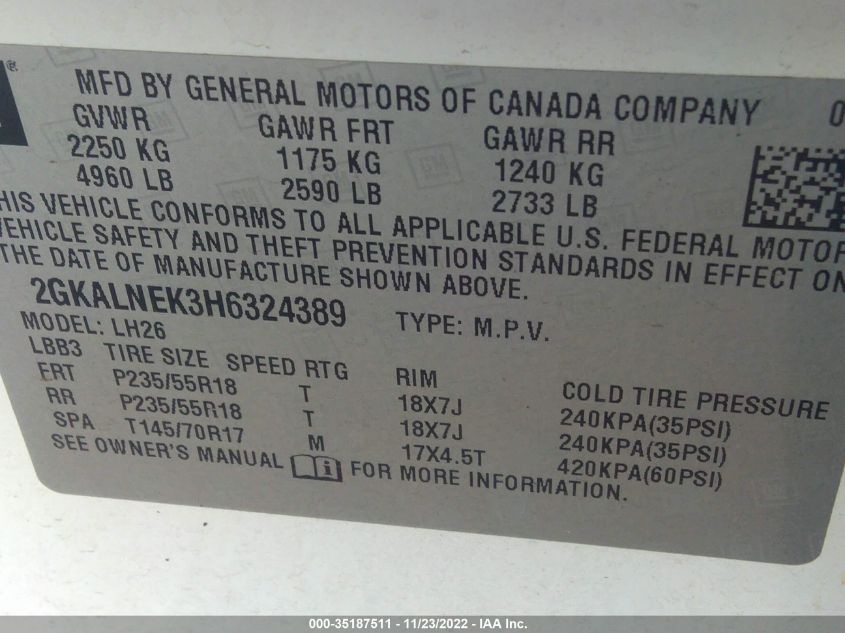 ®
MFD BY GENERAL MOTORS OF CANADA COMPANY 0
GVWR GAWR FRT GAWR RR
2250 KG 1175 KG 1240 KG
4960 LB 2590 LB 2733 LB
HIS VEHICLE CONFORMS TO ALL APPLICABLE U.S. FEDERAL MOTOR
VEHICLE SAFETY AND THEFT PREVENTION STANDARDS IN EFFECT ON
THE DATE OF MANUFACTURE SHOWN ABOVE.
2GKALNEK3H6324389 TYPE: M.P.V.
MODEL: LH26
LBB3 TIRE SIZE SPEED RTG RIM COLD TIRE PRESSURE
FRT P235/55R18 T 18X7J 240KPA(35PSI)
RR P235/55R18 T 18X7J 240KPA(35PSI)
SPA T145/70R17 M 17X4.5T 420KPA(60PSI)
SEE OWNER'S MANUAL i FOR MORE INFORMATION.
000-35187511 - 11/23/2022 - IAA Inc.